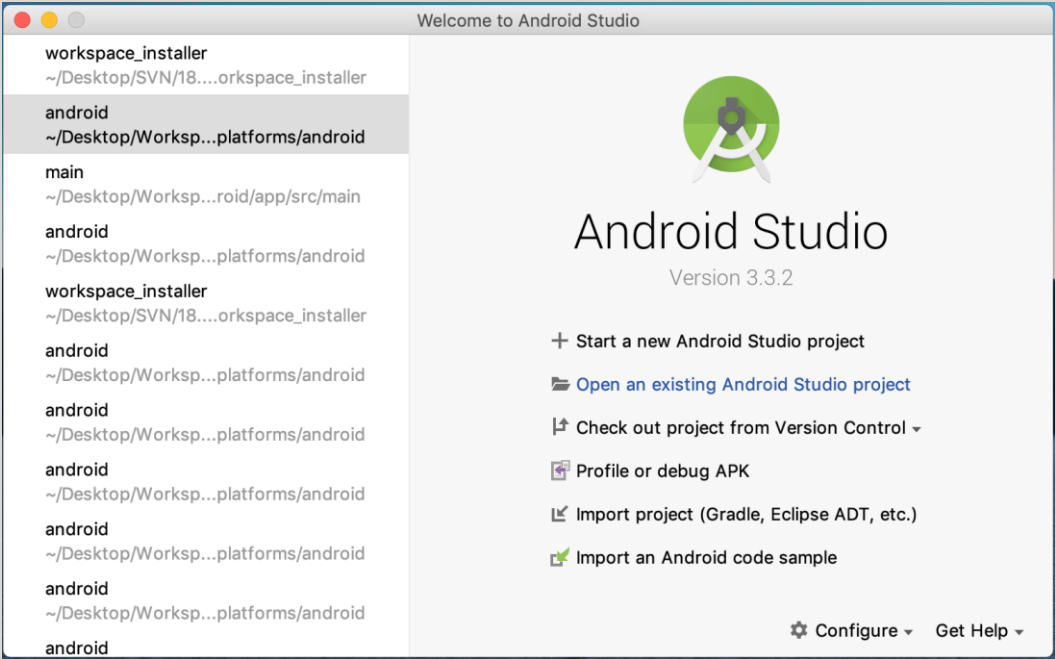 Welcome to Android Studio
workspace_installer
~/Desktop/SVN/18....orkspace_installer
android
~/Desktop/Worksp...platforms/android
main
~/Desktop/Worksp...roid/app/src/main
android
~/Desktop/Worksp...platforms/android
workspace_installer
~/Desktop/SVN/18....orkspace_installer
android
~/Desktop/Worksp...platforms/android
android
~/Desktop/Worksp...platforms/android
android
~/Desktop/Worksp...platforms/android
android
~/Desktop/Worksp...platforms/android
android
~/Desktop/Worksp...platforms/android
android
Android Studio
Version 3.3.2
Start a new Android Studio project
Open an existing Android Studio project
Check out project from Version Control
Profile or debug APK
Import project (Gradle, Eclipse ADT, etc.)
Import an Android code sample
Configure Get Help